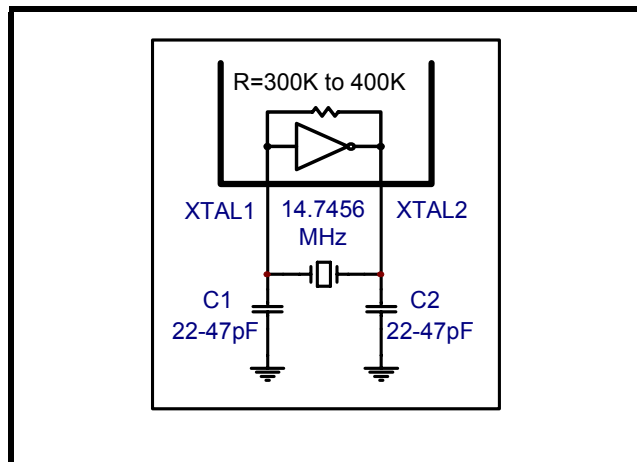 R=300K to 400K
XTAL1
14.7456
MHz
XTAL2
C1
22-47pF
C2
22-47pF